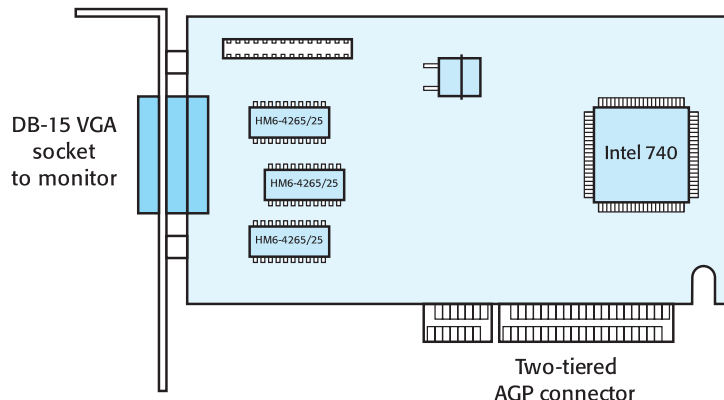 DB-15 VGA
socket
to monitor
HM6-4265/25
HM6-4265/25
HM6-4265/25
Intel 740
Two-tiered
AGP connector